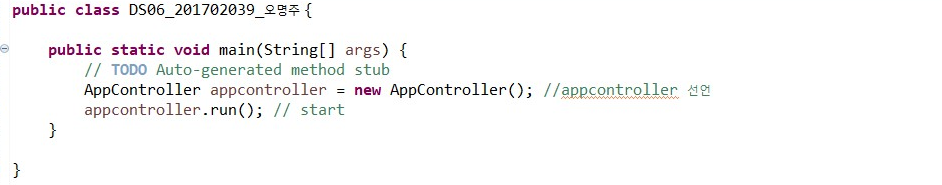 public class DS06_201702039_오명주 {
public static void main(String[] args) {
// TODO Auto-generated method stub
AppController appcontroller = new AppController(); //appcontroller 선언
appcontroller.run(); // start
}
}